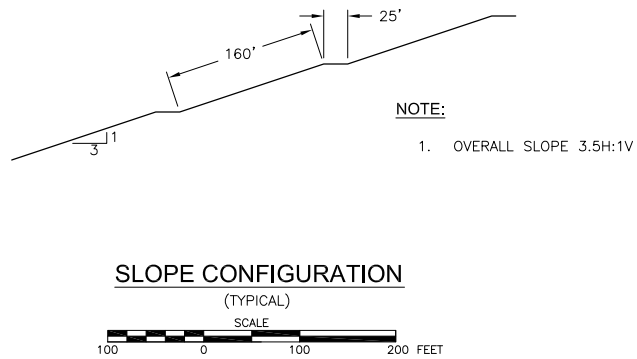 25'
160'
1
3
NOTE:
1. OVERALL SLOPE 3.5H:1V
SLOPE CONFIGURATION
(TYPICAL)
SCALE
100 0 100 200 FEET